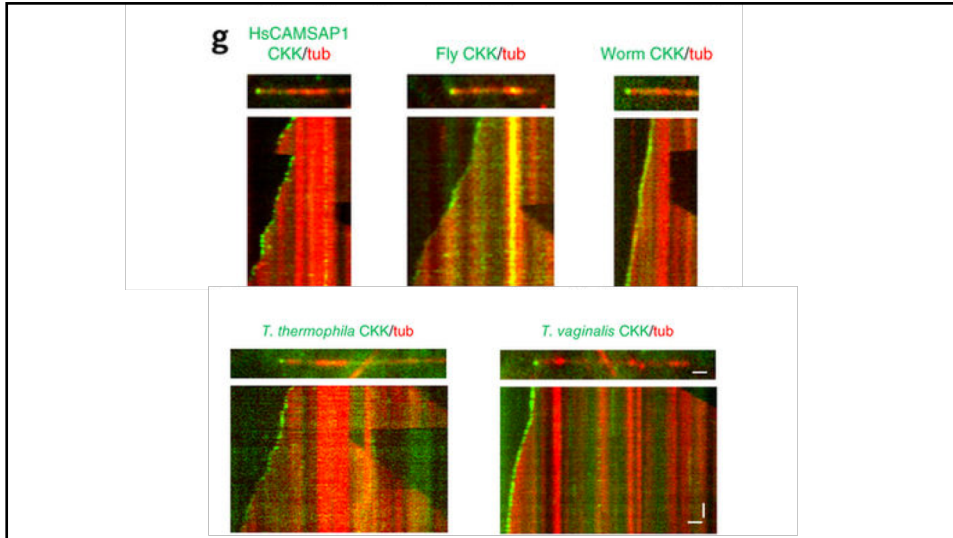 g
HsCAMSAP1
CKK/tub
Fly CKK/tub
Worm CKK/tub
T. thermophila CKK/tub
T. vaginalis CKK/tub